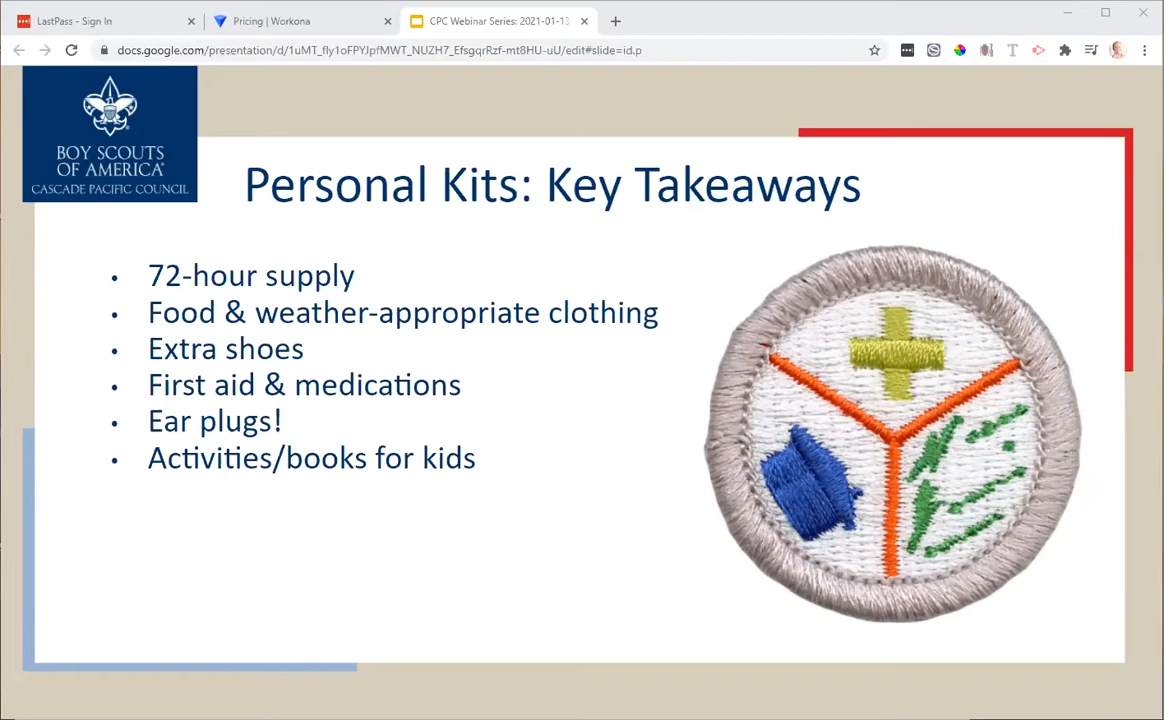 LastPass - Sign In
Pricing | Workona
CPC Webinar Series: 2021-01-13
docs.google.com/presentation/d/1uMT_fly1oFPYJpfMWT_NUZH7_EfsgqrRzf-mt8HU-uU/edit#slide=id.p
BOY SCOUTS
OF AMERICA®
CASCADE PACIFIC COUNCIL
Personal Kits: Key Takeaways
• 72-hour supply
• Food & weather-appropriate clothing
• Extra shoes
• First aid & medications
• Ear plugs!
• Activities/books for kids